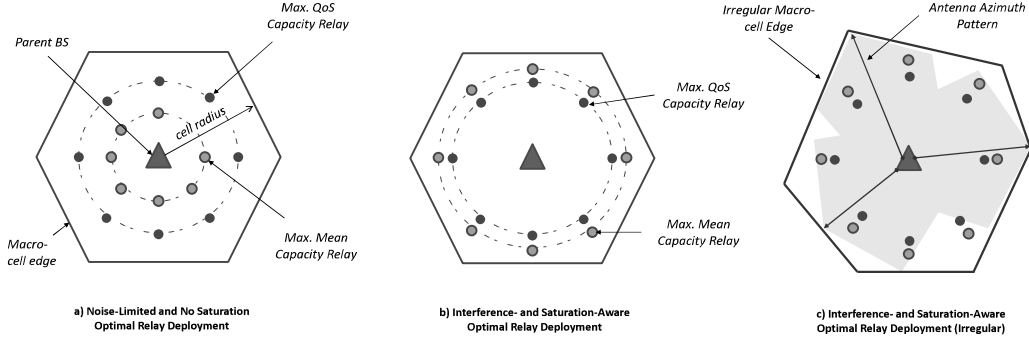 Max. QoS
Capacity Relay
Parent BS
cell radius
Macro-
cell edge
Max. Mean
Capacity Relay
a) Noise-Limited and No Saturation
Optimal Relay Deployment
Max. QoS
Capacity Relay
Max. Mean
Capacity Relay
b) Interference- and Saturation-Aware
Optimal Relay Deployment
Irregular Macro-
cell Edge
Antenna Azimuth
Pattern
c) Interference- and Saturation-Aware
Optimal Relay Deployment (Irregular)